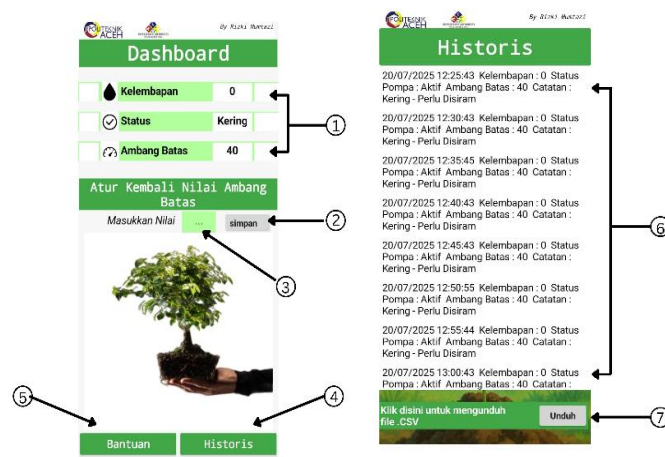 POLITEKNIK
ACEH
By Rizki Mumtazi
Dashboard
Kelembapan 0
Status Kering
Ambang Batas 40
1
Atur Kembali Nilai Ambang
Batas
Masukkan Nilai ... simpan
2
3
5
4
Bantuan Historis
POLITEKNIK
ACEH
By Rizki Mumtazi
Historis
20/07/2025 12:25:43 Kelembapan : 0 Status
Pompa : Aktif Ambang Batas : 40 Catatan :
Kering - Perlu Disiram
20/07/2025 12:30:43 Kelembapan : 0 Status
Pompa : Aktif Ambang Batas : 40 Catatan :
Kering - Perlu Disiram
20/07/2025 12:35:45 Kelembapan : 0 Status
Pompa : Aktif Ambang Batas : 40 Catatan :
Kering - Perlu Disiram
20/07/2025 12:40:43 Kelembapan : 0 Status
Pompa : Aktif Ambang Batas : 40 Catatan :
Kering - Perlu Disiram
20/07/2025 12:45:43 Kelembapan : 0 Status
Pompa : Aktif Ambang Batas : 40 Catatan :
Kering - Perlu Disiram
20/07/2025 12:50:55 Kelembapan : 0 Status
Pompa : Aktif Ambang Batas : 40 Catatan :
Kering - Perlu Disiram
20/07/2025 12:55:44 Kelembapan : 0 Status
Pompa : Aktif Ambang Batas : 40 Catatan :
Kering - Perlu Disiram
20/07/2025 13:00:43 Kelembapan : 0 Status
Pompa : Aktif Ambang Batas : 40 Catatan :
6
Klik disini untuk mengunduh
file .CSV
Unduh
7